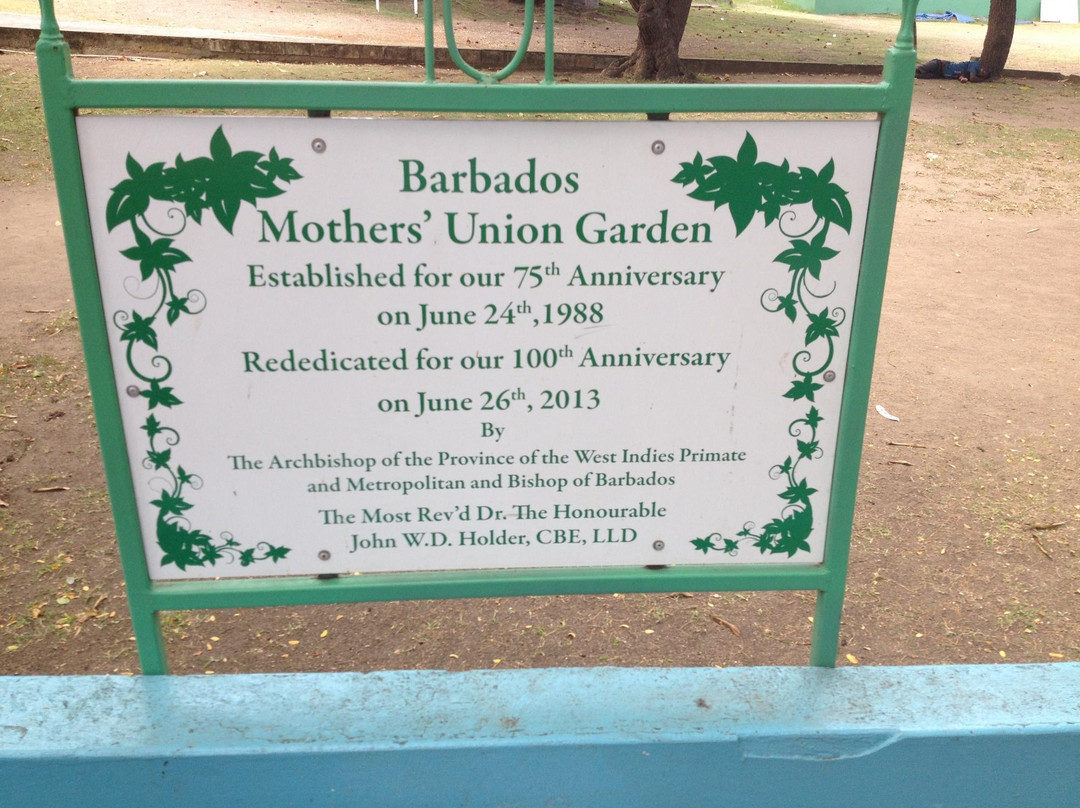 Barbados
Mothers’ Union Garden
Established for our 75th Anniversary
on June 24th,1988
Rededicated for our 100th Anniversary
on June 26th, 2013
By
The Archbishop of the Province of the West Indies Primate
and Metropolitan and Bishop of Barbados
The Most Rev’d Dr. The Honourable
John W.D. Holder, CBE, LLD